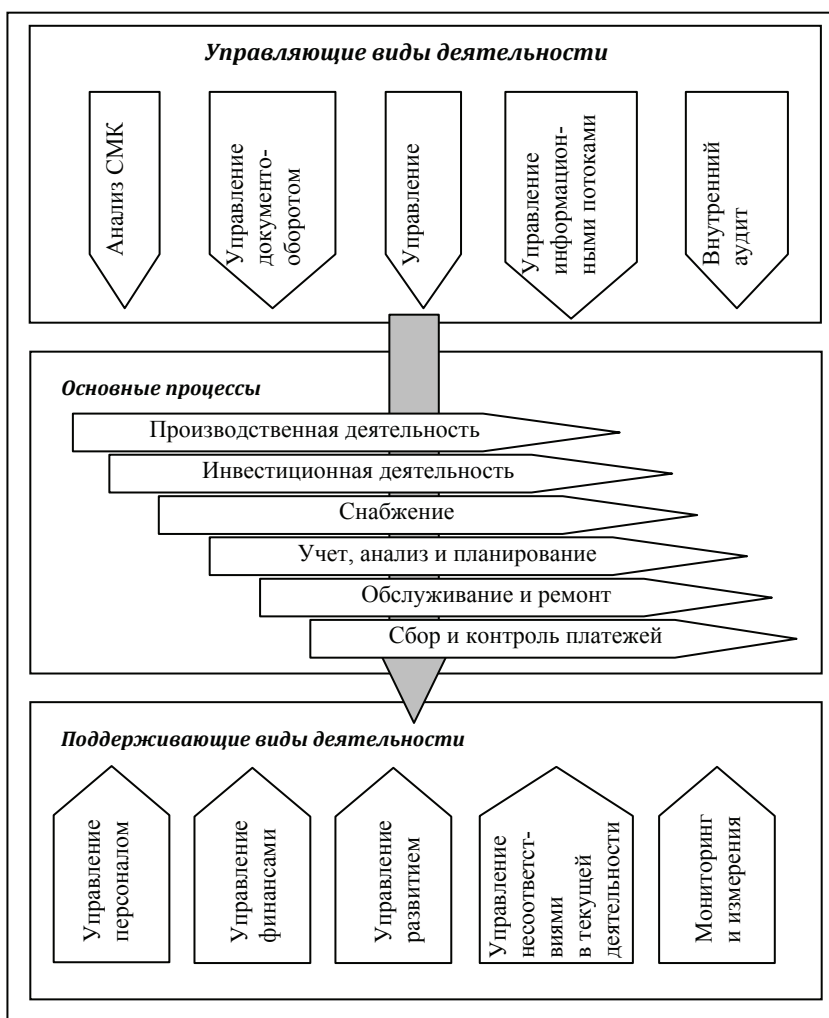 Управляющие виды деятельности
Анализ СМК
Управление
документо-
оборотом
Управление
Управление
информацион-
ными потоками
Внутренний
аудит
Основные процессы
Производственная деятельность
Инвестиционная деятельность
Снабжение
Учет, анализ и планирование
Обслуживание и ремонт
Сбор и контроль платежей
Поддерживающие виды деятельности
Управление
персоналом
Управление
финансами
Управление
развитием
Управление
несоответст-
виями
в текущей
деятельности
Мониторинг
и измерения